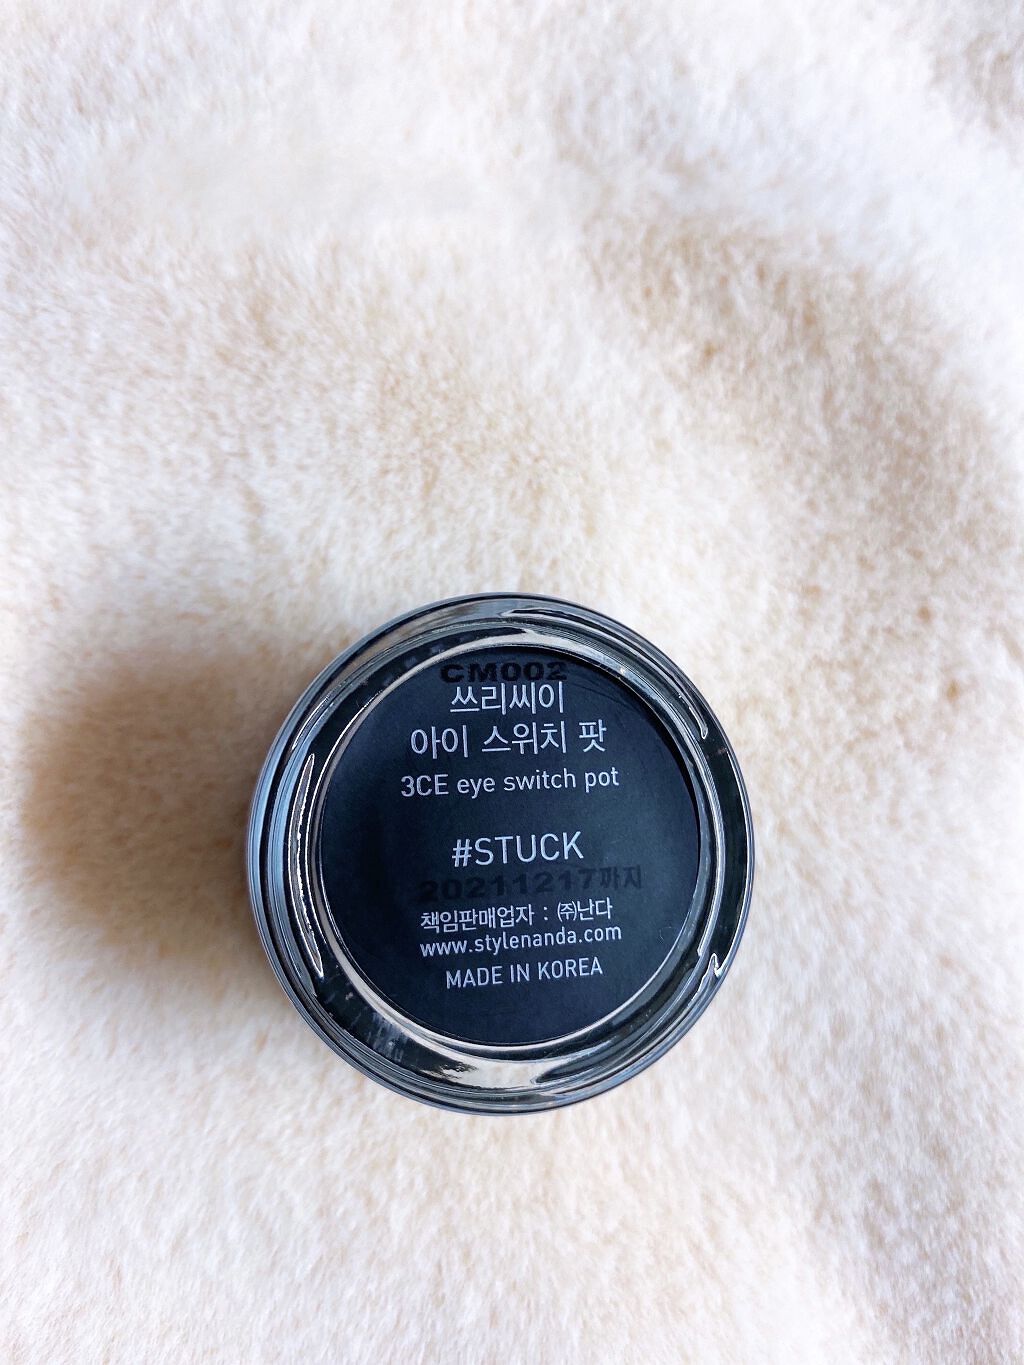 CM002
쓰리씨이
아이 스위치 팟
3CE eye switch pot
#STUCK
20211217까지
책임판매업자 : ㈜난다
www.stylenanda.com
MADE IN KOREA